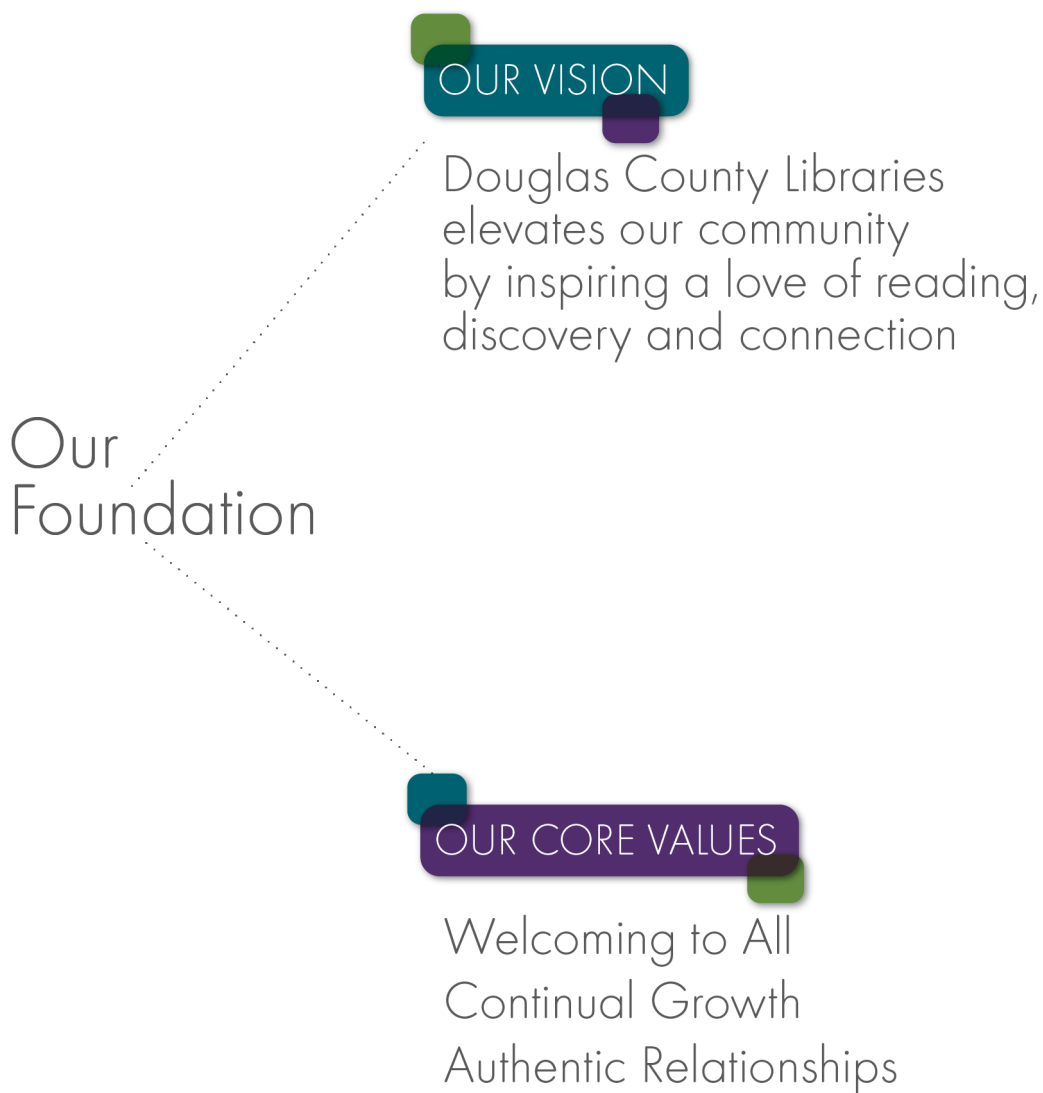 OUR VISION
Douglas County Libraries
elevates our community
by inspiring a love of reading,
discovery and connection
Our
Foundation
OUR CORE VALUES
Welcoming to All
Continual Growth
Authentic Relationships